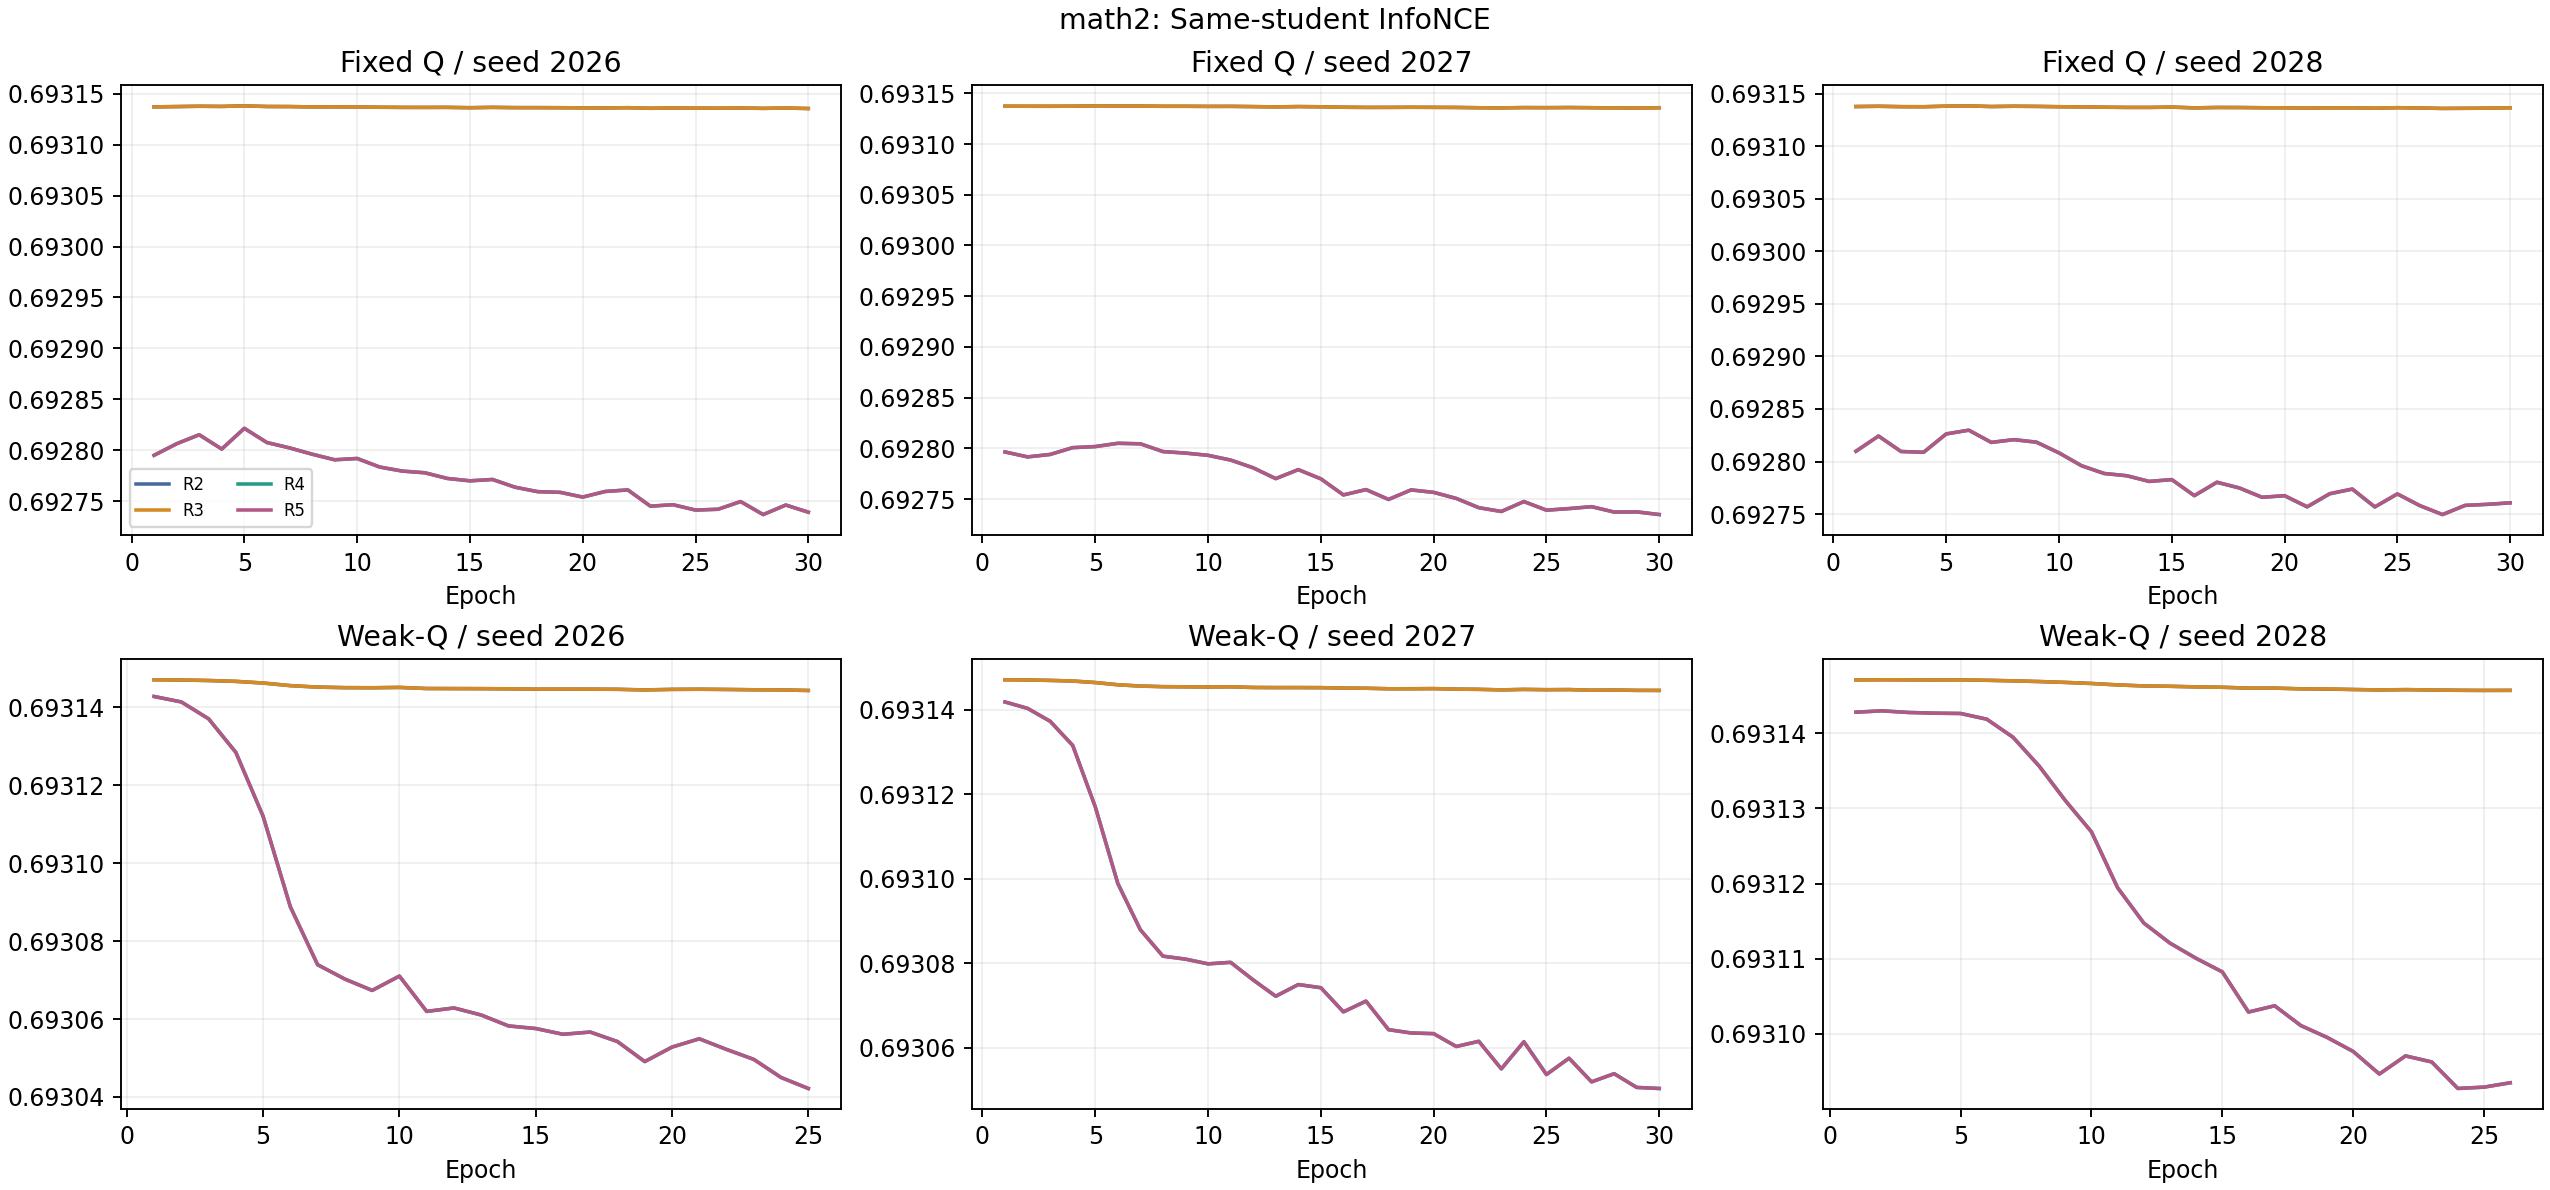 math2: Same-student InfoNCE
Fixed Q / seed 2026
0.69315
0.69310
0.69305
0.69300
0.69295
0.69290
0.69285
0.69280
0.69275
R2 R4
R3 R5
0 5 10 15 20 25 30
Epoch
Fixed Q / seed 2027
0.69315
0.69310
0.69305
0.69300
0.69295
0.69290
0.69285
0.69280
0.69275
0 5 10 15 20 25 30
Epoch
Fixed Q / seed 2028
0.69315
0.69310
0.69305
0.69300
0.69295
0.69290
0.69285
0.69280
0.69275
0 5 10 15 20 25 30
Epoch
Weak-Q / seed 2026
0.69314
0.69312
0.69310
0.69308
0.69306
0.69304
0 5 10 15 20 25
Epoch
Weak-Q / seed 2027
0.69314
0.69312
0.69310
0.69308
0.69306
0 5 10 15 20 25 30
Epoch
Weak-Q / seed 2028
0.69314
0.69313
0.69312
0.69311
0.69310
0 5 10 15 20 25
Epoch